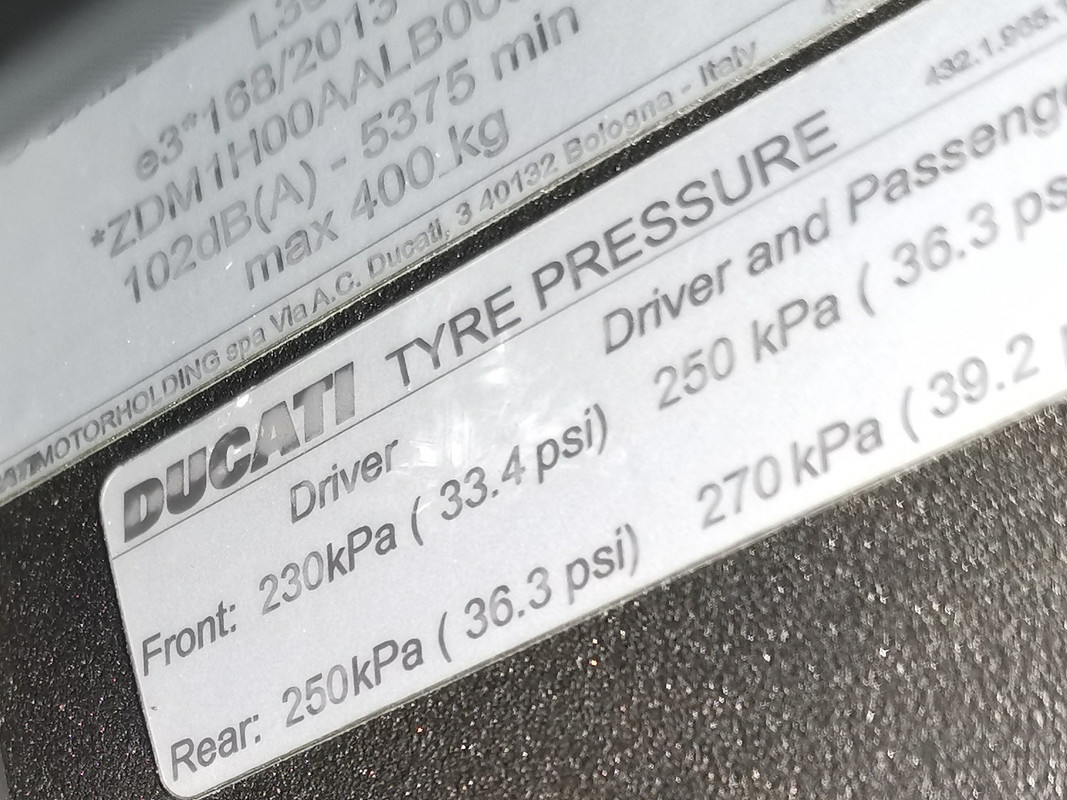 e3*168/2013
*ZDM1H00AALB00
102dB(A) - 5375 min
max 400 kg
MOTORHOLDING spa Via A.C. Ducati, 3 40132 Bologna - Italy
432.1.985.1
DUCATI TYRE PRESSURE
Driver Driver and Passeng
Front: 230kPa ( 33.4 psi) 250 kPa ( 36.3 ps
Rear: 250kPa ( 36.3 psi) 270 kPa ( 39.2